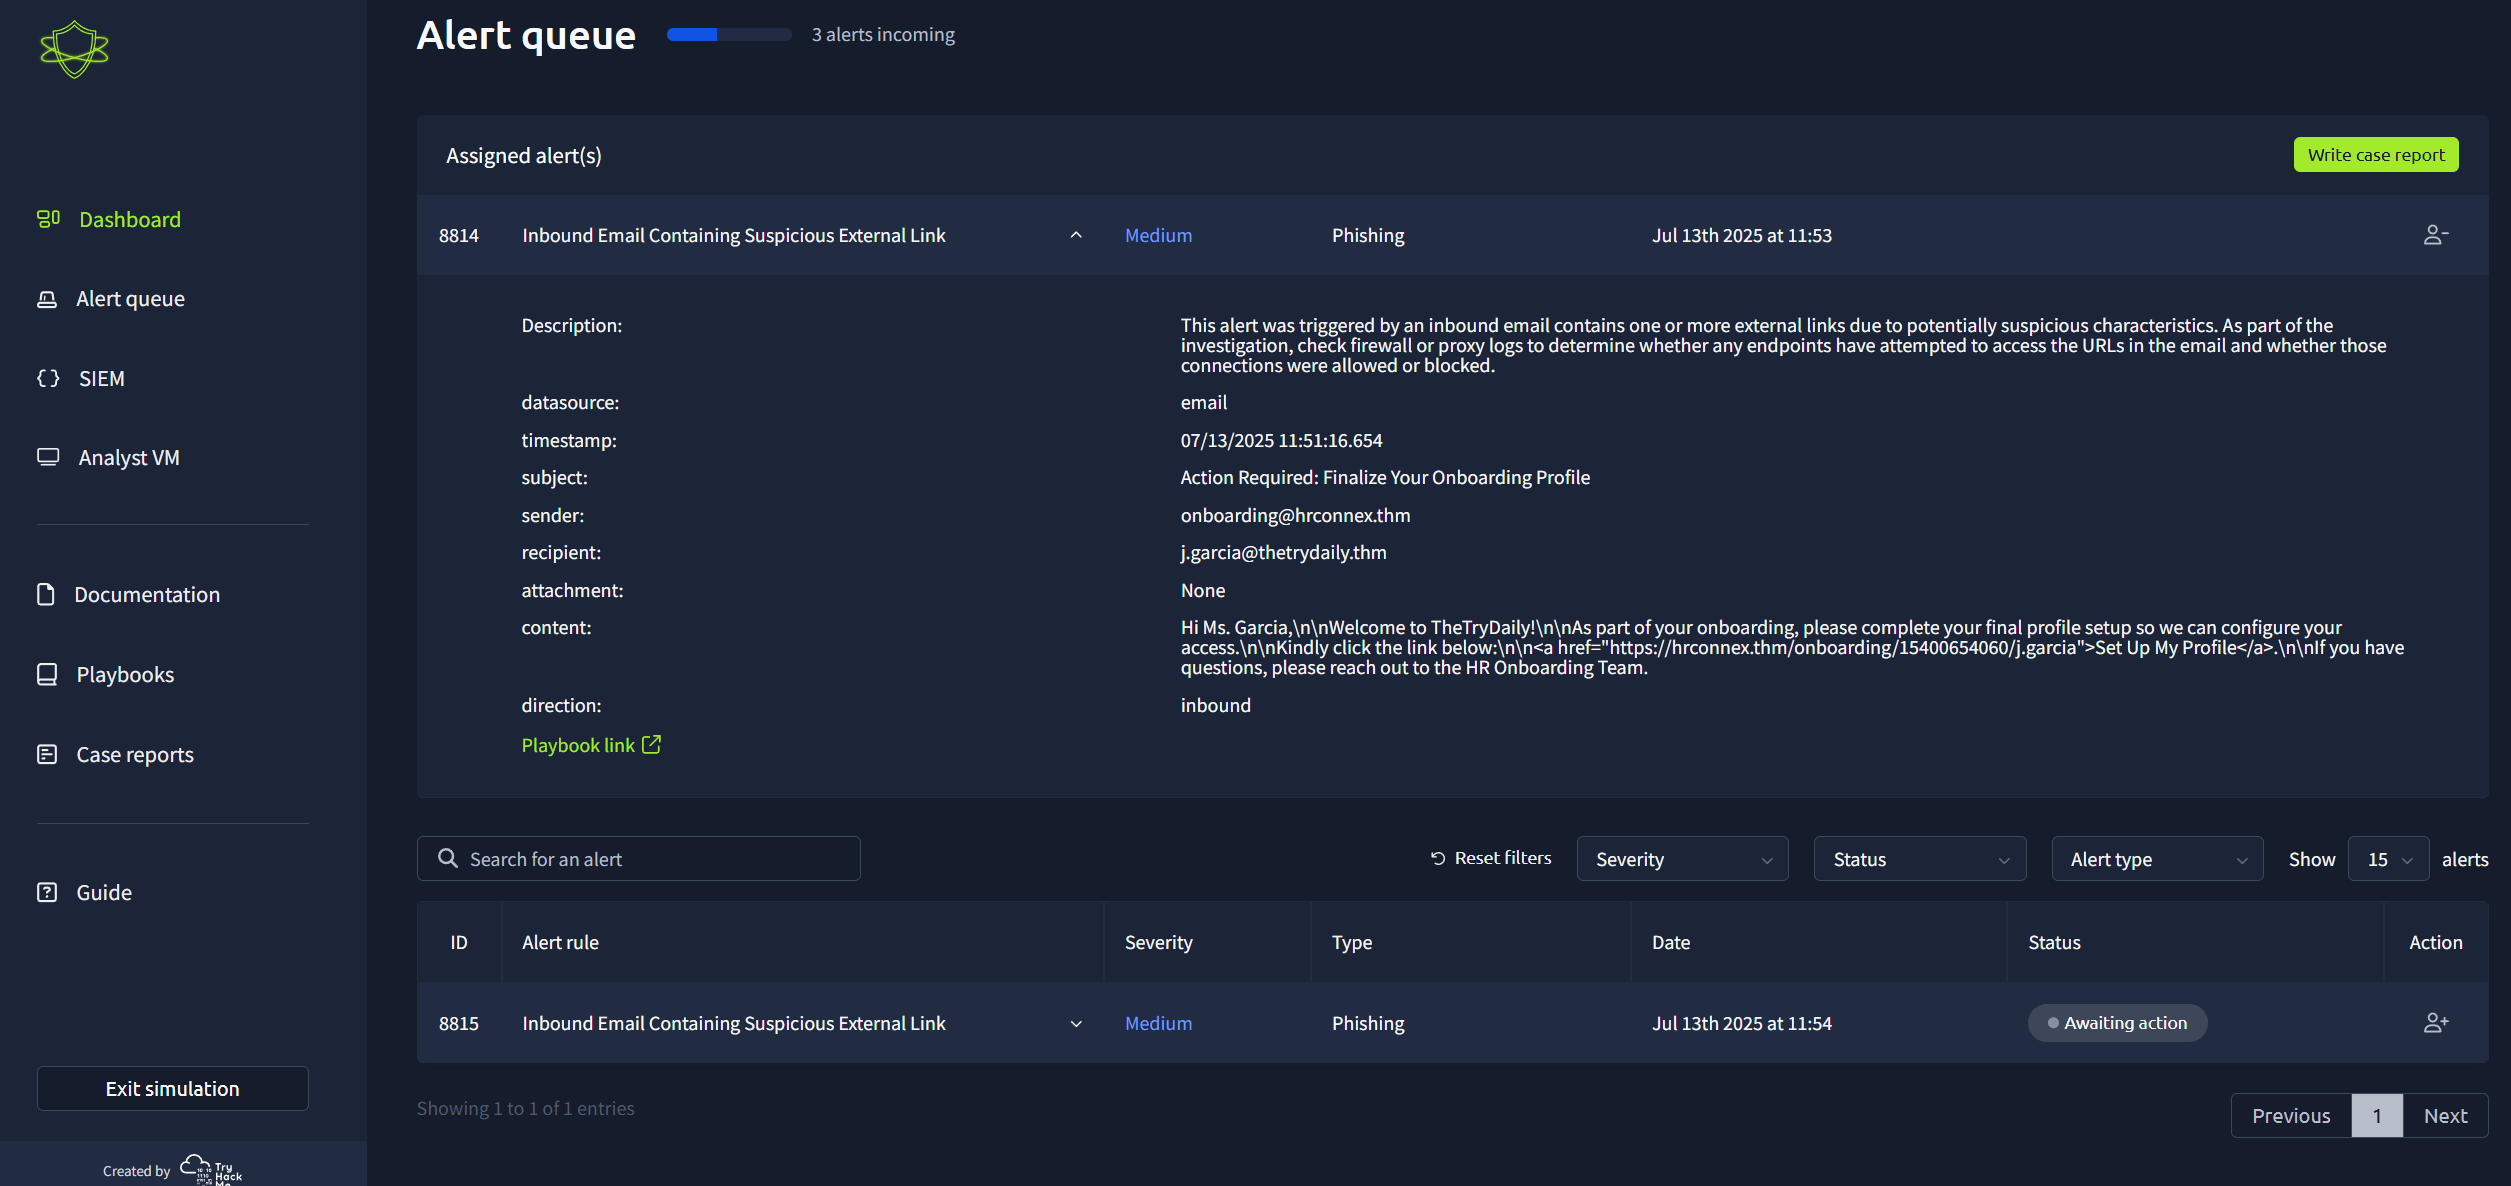 Alert queue
3 alerts incoming
Assigned alert(s)
Write case report
8814 Inbound Email Containing Suspicious External Link Medium Phishing Jul 13th 2025 at 11:53
Dashboard
Alert queue
SIEM
Analyst VM
Documentation
Playbooks
Case reports
Guide
Exit simulation
Created by Try
Hack
Me
Description:
This alert was triggered by an inbound email contains one or more external links due to potentially suspicious characteristics. As part of the
investigation, check firewall or proxy logs to determine whether any endpoints have attempted to access the URLs in the email and whether those
connections were allowed or blocked.
datasource: email
timestamp: 07/13/2025 11:51:16.654
subject: Action Required: Finalize Your Onboarding Profile
sender: onboarding@hrconnex.thm
recipient: j.garcia@thetrydaily.thm
attachment: None
content:
Hi Ms. Garcia,\n\nWelcome to TheTryDaily!\n\nAs part of your onboarding, please complete your final profile setup so we can configure your
access.\n\nKindly click the link below:\n\n<a href="https://hrconnex.thm/onboarding/15400654060/j.garcia">Set Up My Profile</a>.\n\nIf you have
questions, please reach out to the HR Onboarding Team.
direction: inbound
Playbook link
Search for an alert
Reset filters Severity Status Alert type Show 15 alerts
ID Alert rule Severity Type Date Status Action
8815 Inbound Email Containing Suspicious External Link Medium Phishing Jul 13th 2025 at 11:54 Awaiting action
Showing 1 to 1 of 1 entries
Previous 1 Next